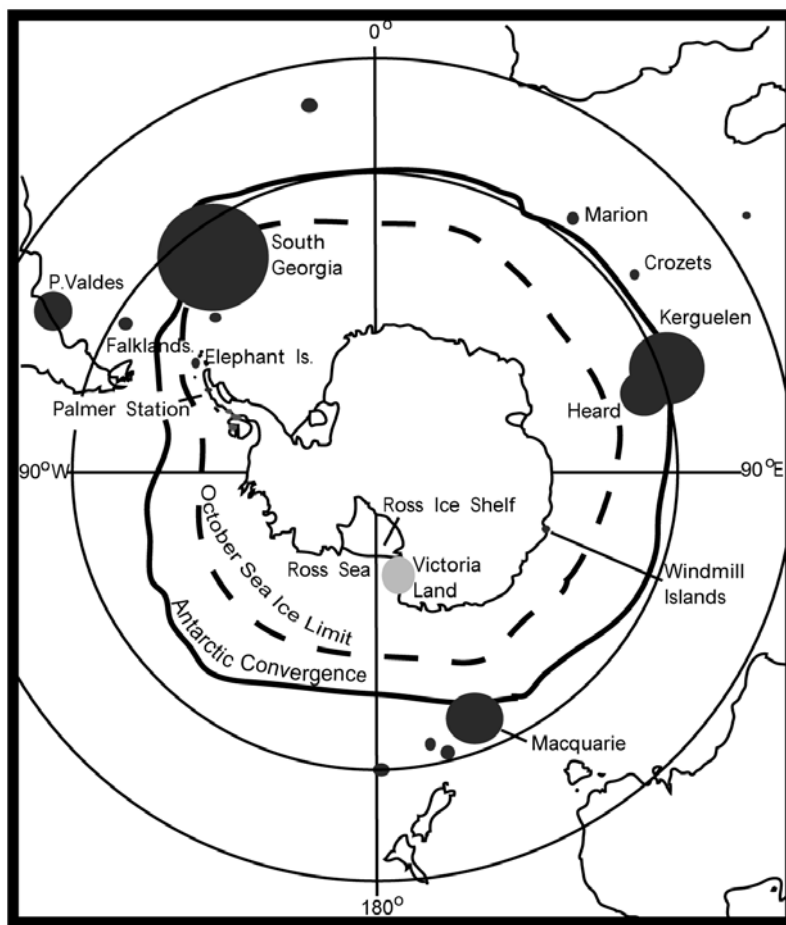 0°
South
Georgia
Marion
Crozets
P.Valdes
Kerguelen
Falklands.
Elephant Is.
Palmer Station
Heard
90°W
90°E
Ross Ice Shelf
October Sea Ice Limit
Ross Sea
Victoria
Land
Windmill
Islands
Antarctic Convergence
Macquarie
180°